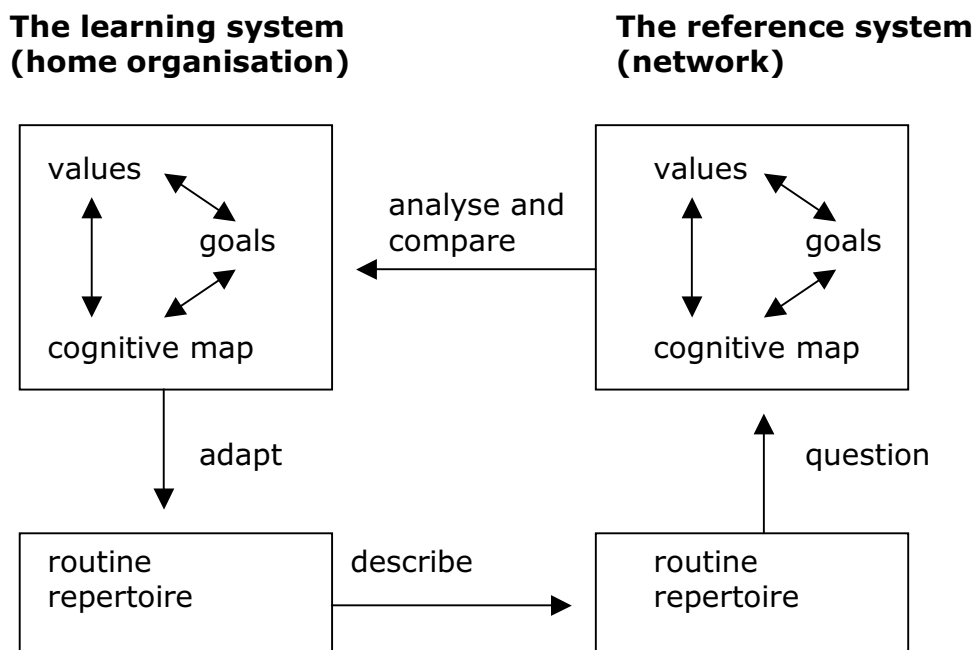 The learning system
(home organisation)
The reference system
(network)
values
goals
cognitive map
analyse and
compare
values
goals
cognitive map
adapt
question
routine
repertoire
describe
routine
repertoire